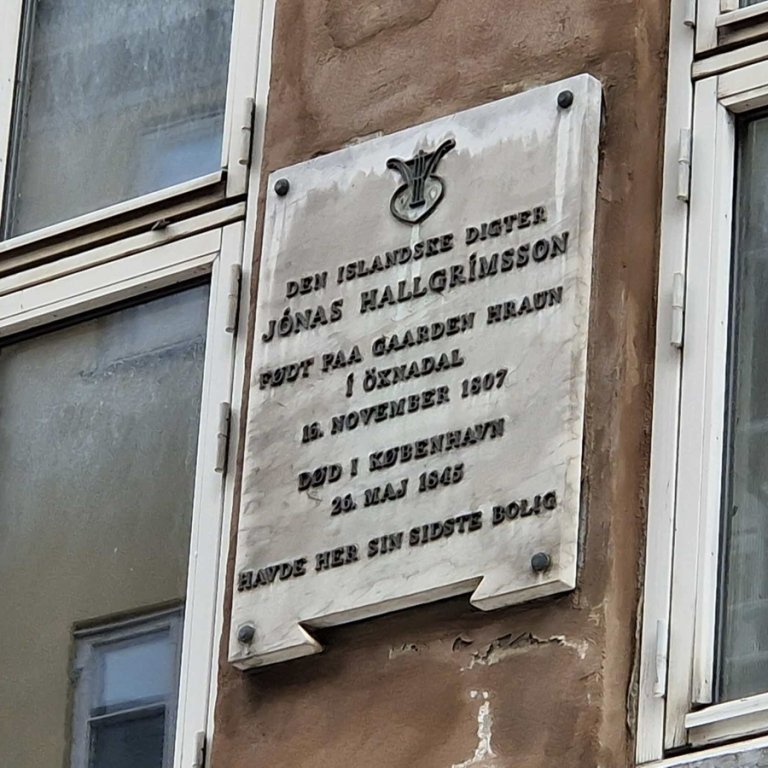 DEN ISLANDSKE DIGTER
JÓNAS HALLGRÍMSSON
FØDT PAA GAARDEN HRAUN
Í ÖXNADAL
16. NOVEMBER 1807
DØD I KØBENHAVN
26. MAJ 1845
HAVDE HER SIN SIDSTE BOLIG